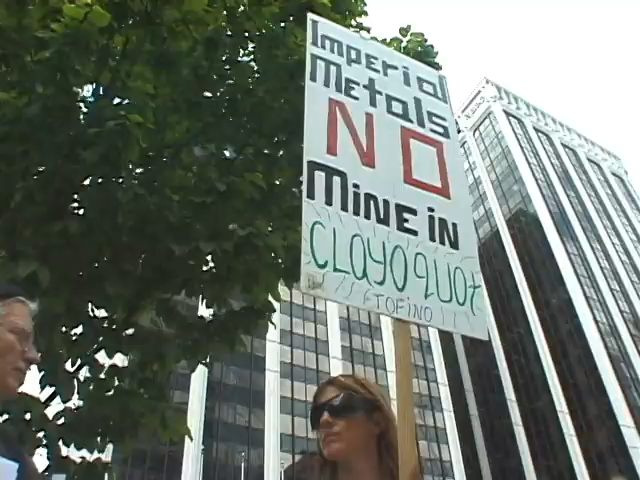 Imperial
Metals
NO
MINE in
CLAYOQUOT
(TOFINO)